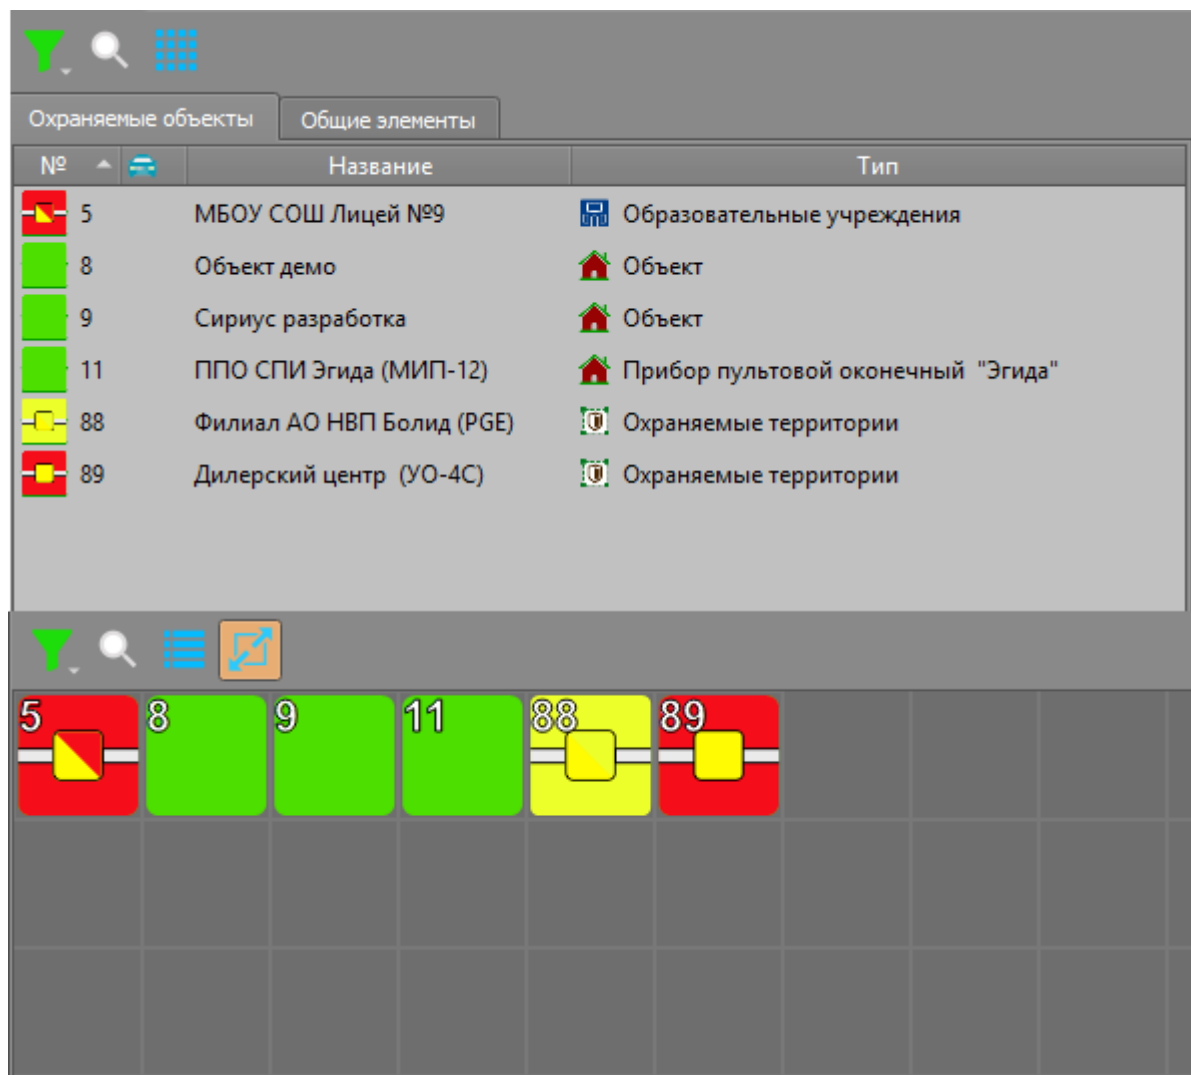 Охраняемые объекты Общие элементы
№ Название Тип
5 МБОУ СОШ Лицей №9 Образовательные учреждения
8 Объект демо Объект
9 Сириус разработка Объект
11 ППО СПИ Эгида (МИП-12) Прибор пультовой оконечный "Эгида"
88 Филиал АО НВП Болид (PGE) Охраняемые территории
89 Дилерский центр (УО-4С) Охраняемые территории
5 8 9 11 88 89